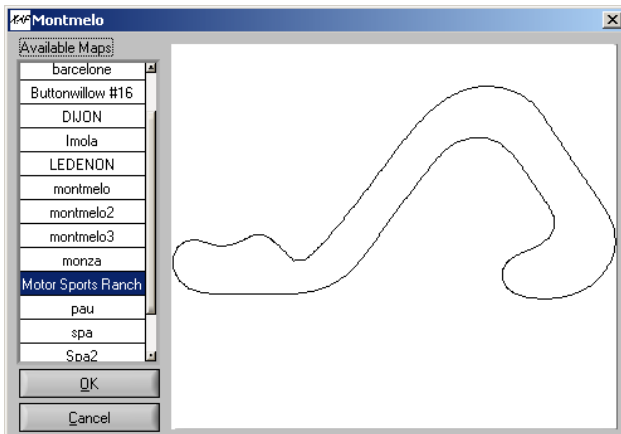 Montmelo
Available Maps
barcelone
Buttonwillow #16
DIJON
Imola
LEDENON
montmelo
montmelo2
montmelo3
monza
Motor Sports Ranch
pau
spa
Spa2
OK
Cancel